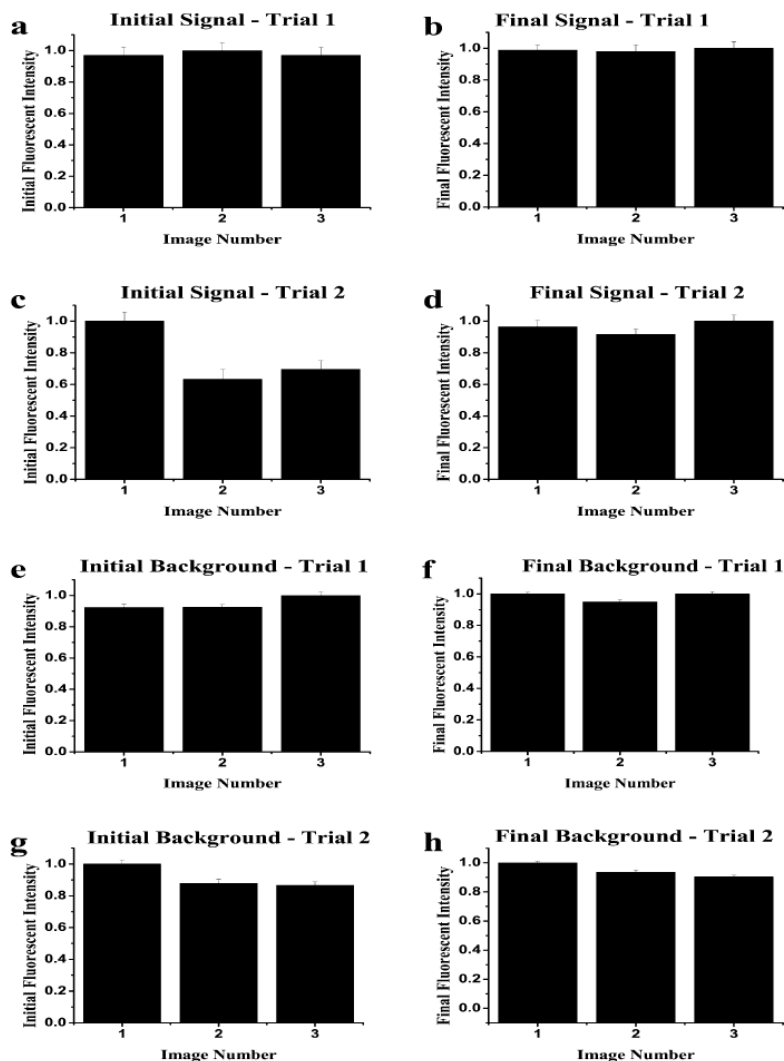 a
Initial Signal - Trial 1
Initial Fluorescent Intensity
1.0
0.8
0.6
0.4
0.2
0.0
1 2 3
Image Number
b
Final Signal - Trial 1
Final Fluorescent Intensity
1.0
0.8
0.6
0.4
0.2
0.0
1 2 3
Image Number
c
Initial Signal - Trial 2
Initial Fluorescent Intensity
1.0
0.8
0.6
0.4
0.2
0.0
1 2 3
Image Number
d
Final Signal - Trial 2
Final Fluorescent Intensity
1.0
0.8
0.6
0.4
0.2
0.0
1 2 3
Image Number
e
Initial Background - Trial 1
Initial Fluorescent Intensity
1.0
0.8
0.6
0.4
0.2
0.0
1 2 3
Image Number
f
Final Background - Trial 1
Final Fluorescent Intensity
1.0
0.8
0.6
0.4
0.2
0.0
1 2 3
Image Number
g
Initial Background - Trial 2
Initial Fluorescent Intensity
1.0
0.8
0.6
0.4
0.2
0.0
1 2 3
Image Number
h
Final Background - Trial 2
Final Fluorescent Intensity
1.0
0.8
0.6
0.4
0.2
0.0
1 2 3
Image Number